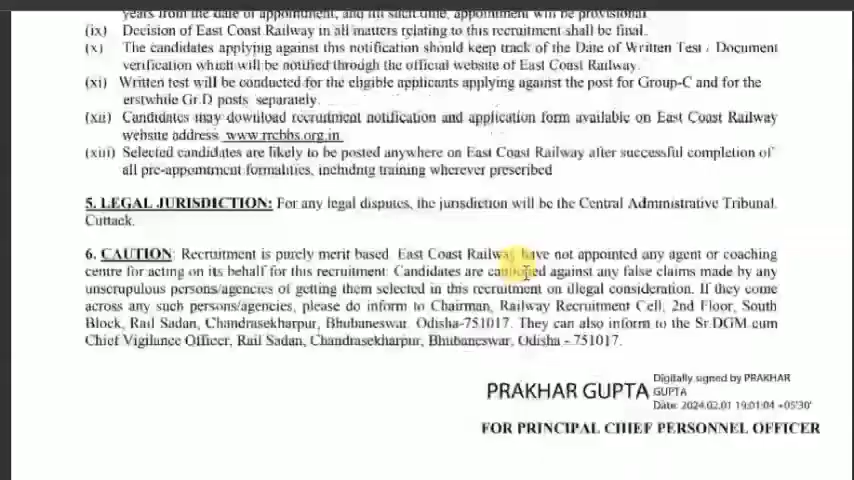 years from the date of appointment, and till such time, appointment will be provisional
(ix) Decision of East Coast Railway in all matters relating to this recruitment shall be final.
(x) The candidates applying against this notification should keep track of the Date of Written Test / Document
verification which will be notified through the official website of East Coast Railway.
(xi) Written test will be conducted for the eligible applicants applying against the post for Group-C and for the
erstwhile Gr.D posts separately.
(xii) Candidates may download recruitment notification and application form available on East Coast Railway
website address www.rrcbbs.org.in
(xiii) Selected candidates are likely to be posted anywhere on East Coast Railway after successful completion of
all pre-appointment formalities, including training wherever prescribed
5. LEGAL JURISDICTION: For any legal disputes, the jurisdiction will be the Central Administrative Tribunal.
Cuttack.
6. CAUTION: Recruitment is purely merit based. East Coast Railway have not appointed any agent or coaching
centre for acting on its behalf for this recruitment. Candidates are cautioned against any false claims made by any
unscrupulous persons/agencies of getting them selected in this recruitment on illegal consideration. If they come
across any such persons/agencies, please do inform to Chairman, Railway Recruitment Cell, 2nd Floor, South
Block, Rail Sadan, Chandrasekharpur, Bhubaneswar. Odisha-751017. They can also inform to the Sr.DGM cum
Chief Vigilance Officer, Rail Sadan, Chandrasekharpur, Bhubaneswar, Odisha - 751017.
PRAKHAR GUPTA
Digitally signed by PRAKHAR
GUPTA
Date: 2024.02.01 19:01:04 +05'30'
FOR PRINCIPAL CHIEF PERSONNEL OFFICER